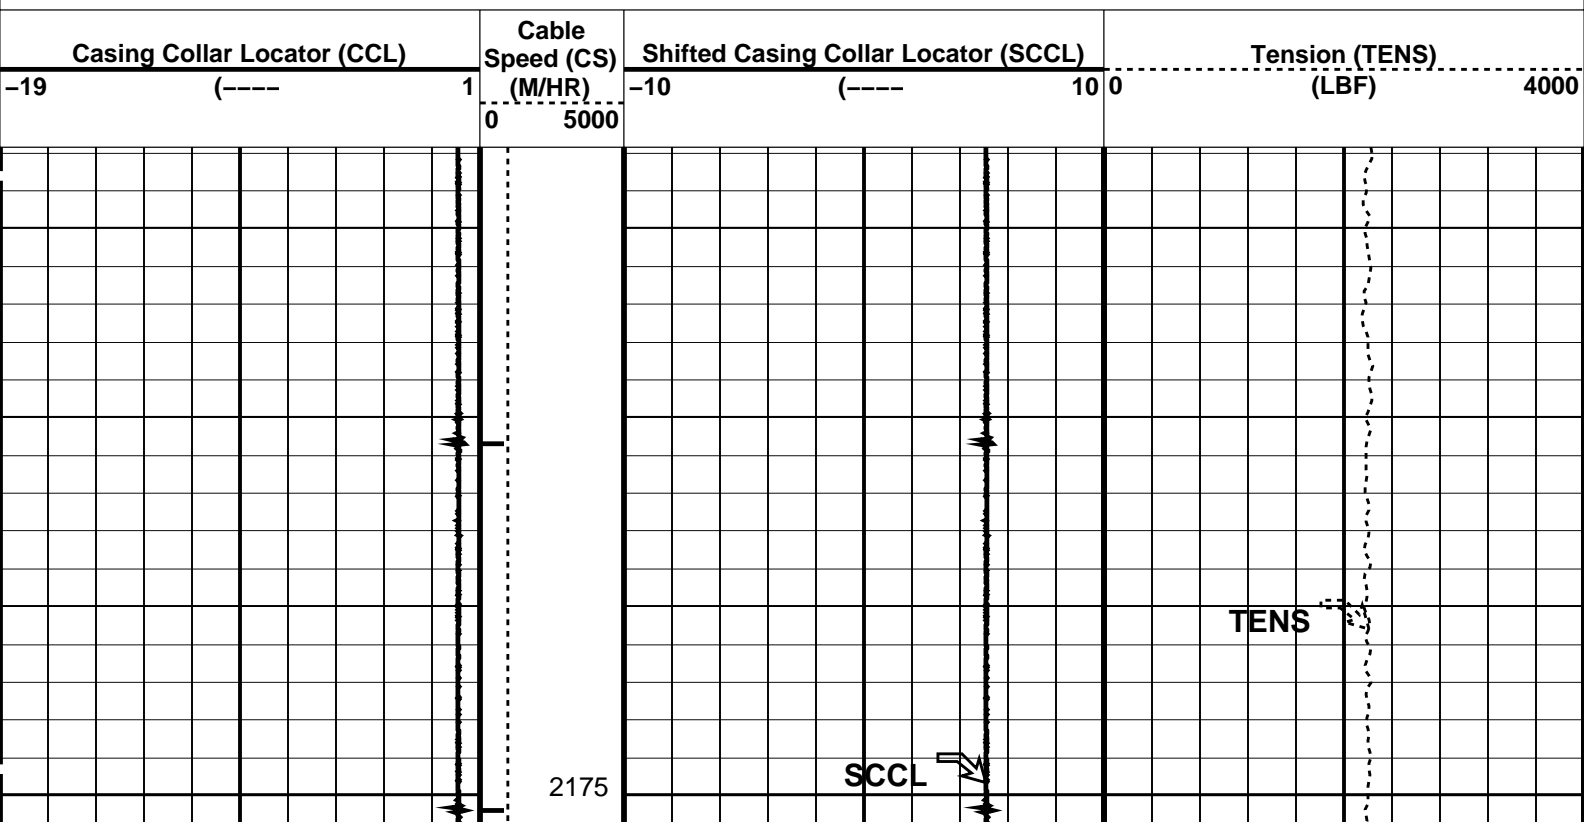 Casing Collar Locator (CCL)
–19 (–––– 1
Cable
Speed (CS)
(M/HR)
0 5000
Shifted Casing Collar Locator (SCCL)
–10 (–––– 10
Tension (TENS)
0 (LBF) 4000
TENS
SCCL
2175